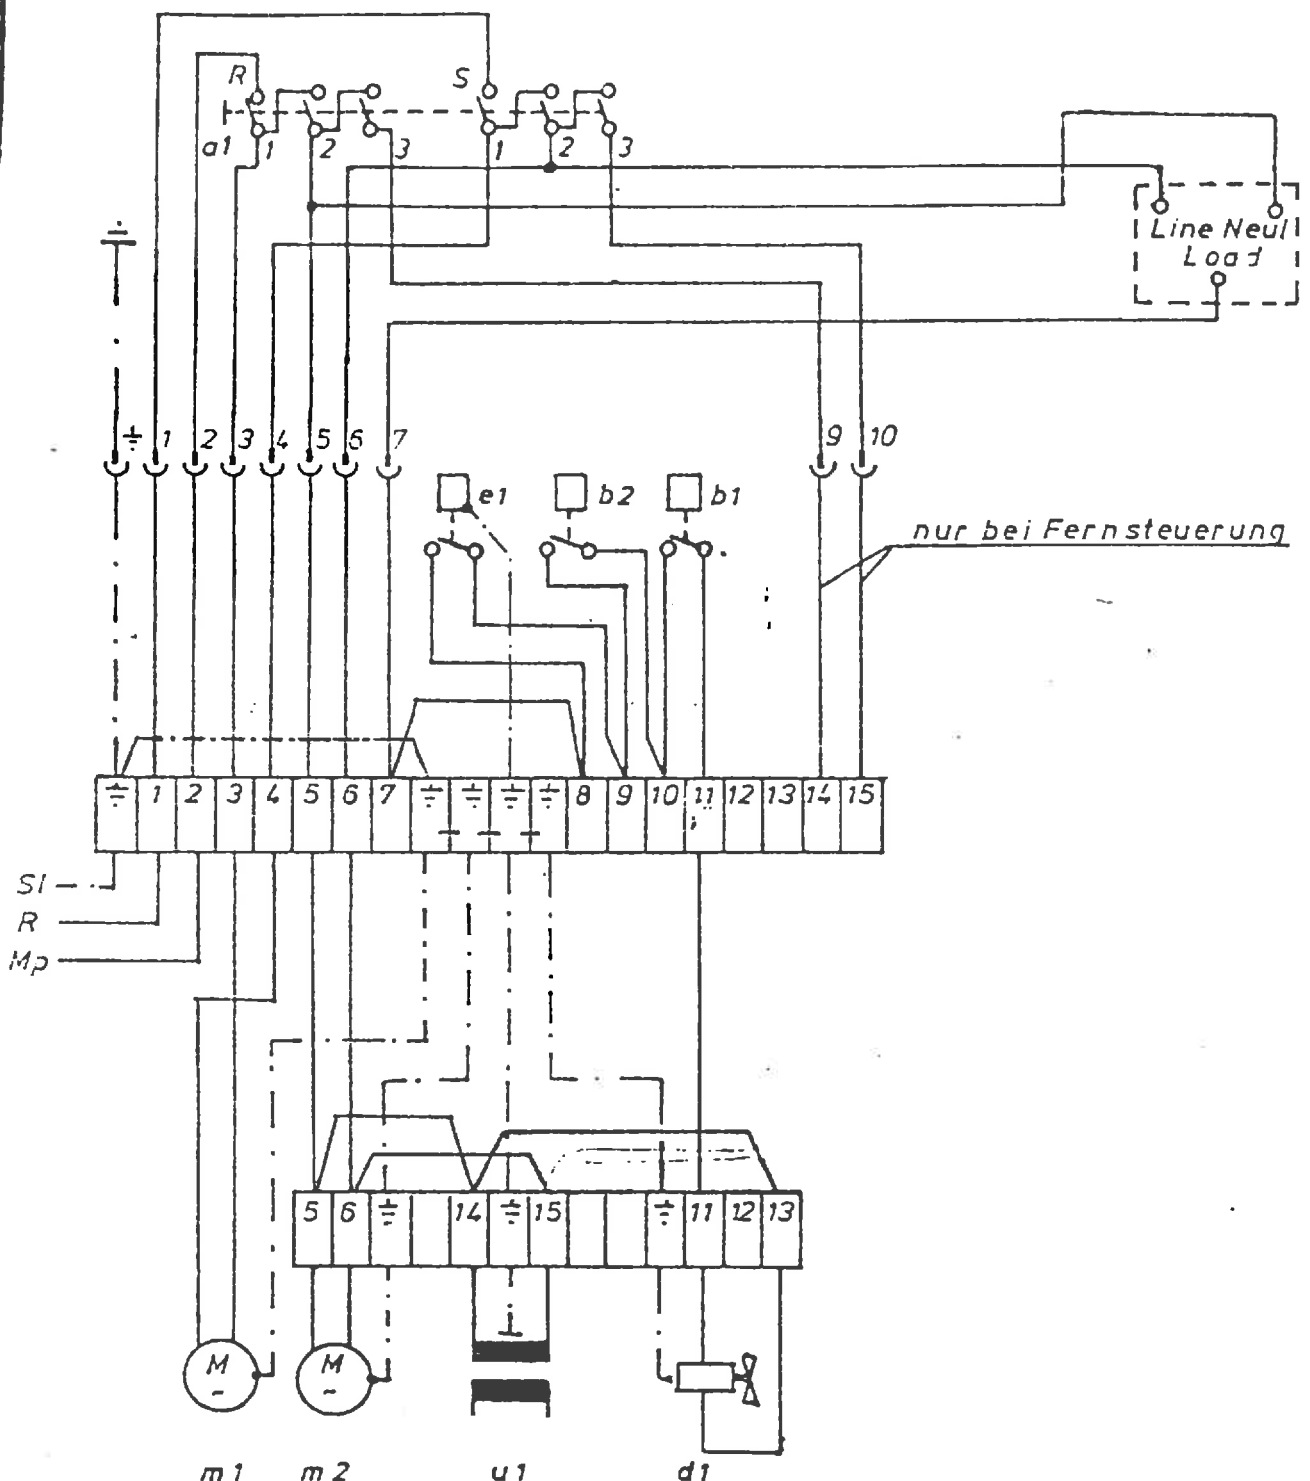 R S
a1 1 2 3 1 2 3
Line Neul
Load
1 2 3 4 5 6 7 9 10
e1 b2 b1
nur bei Fernsteuerung
1 2 3 4 5 6 7 8 9 10 11 12 13 14 15
Sl
R
Mp
5 6 14 15 11 12 13
M M
~ ~
m1 m2 u1 d1